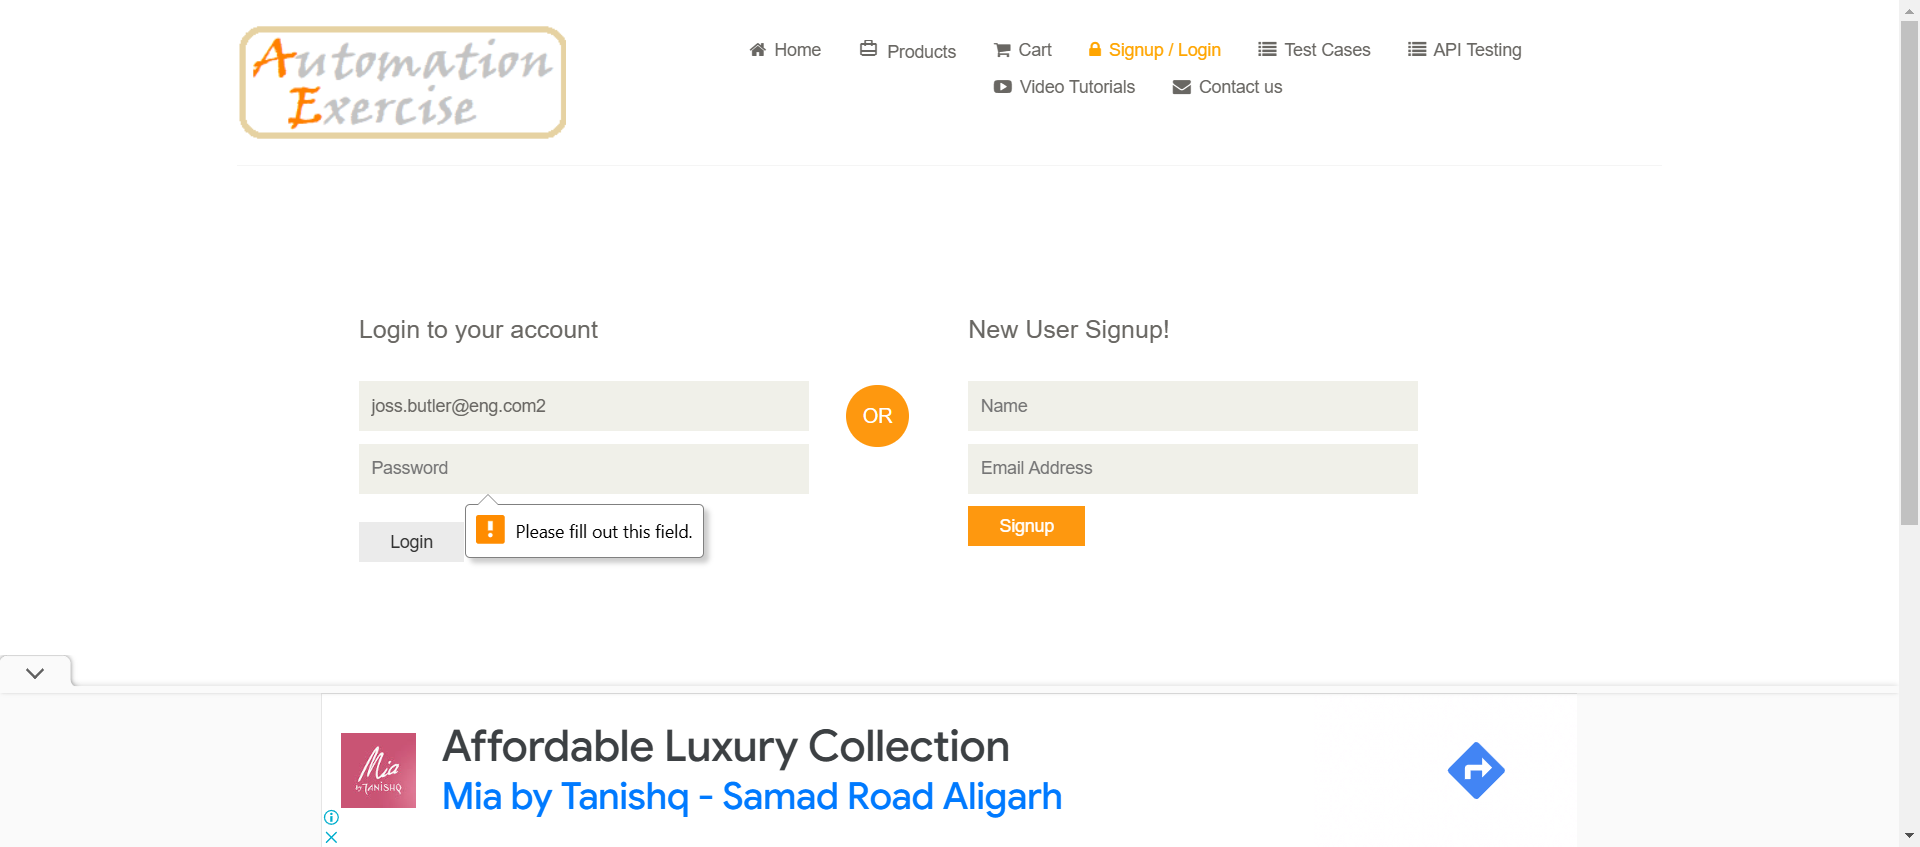 Automation
Exercise
Home
Products
Cart
Signup / Login
Test Cases
API Testing
Video Tutorials
Contact us
Login to your account
New User Signup!
joss.butler@eng.com2
Name
OR
Password
Email Address
Please fill out this field.
Login
Signup
Affordable Luxury Collection
Mia
by TANISHQ
Mia by Tanishq - Samad Road Aligarh